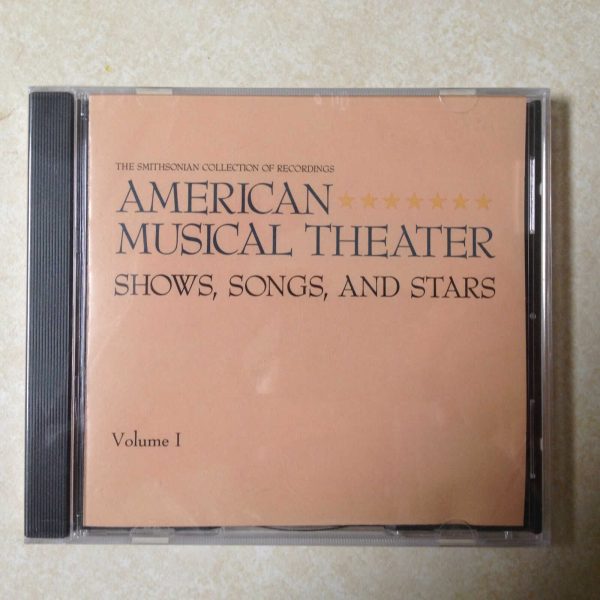 THE SMITHSONIAN COLLECTION OF RECORDINGS
AMERICAN
MUSICAL THEATER
SHOWS, SONGS, AND STARS
Volume I